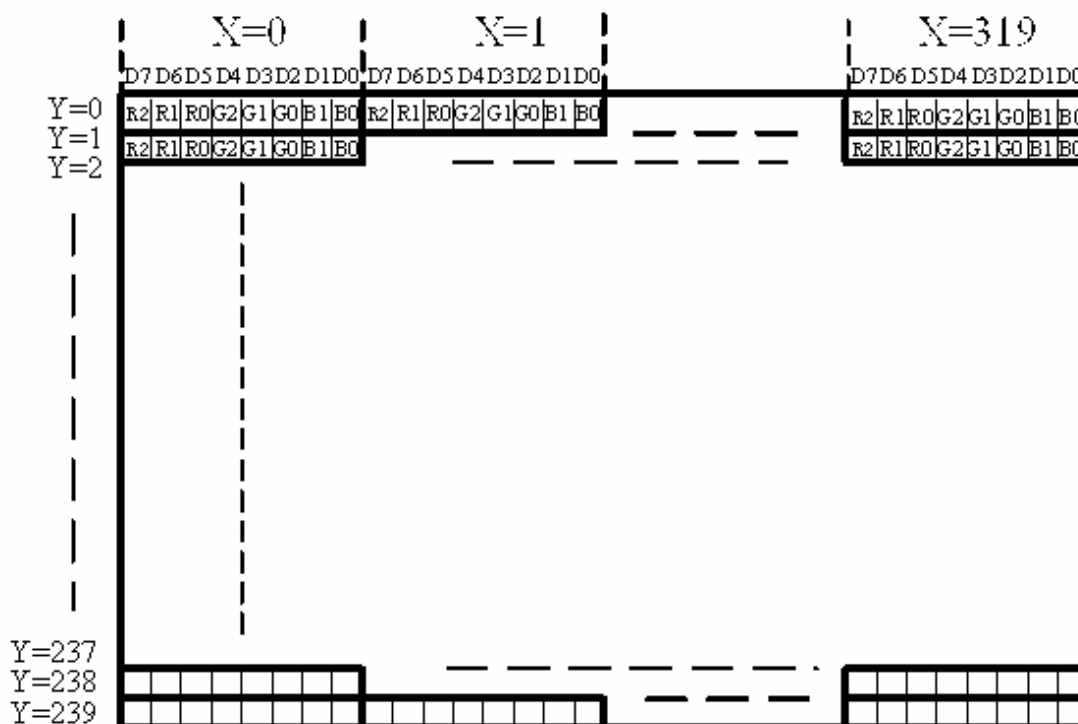 X=0 X=1 X=319
D7 D6 D5 D4 D3 D2 D1 D0 D7 D6 D5 D4 D3 D2 D1 D0 D7 D6 D5 D4 D3 D2 D1 D0
Y=0 R2 R1 R0 G2 G1 G0 B1 B0 R2 R1 R0 G2 G1 G0 B1 B0 R2 R1 R0 G2 G1 G0 B1 B0
Y=1 R2 R1 R0 G2 G1 G0 B1 B0 R2 R1 R0 G2 G1 G0 B1 B0
Y=2
Y=237
Y=238
Y=239